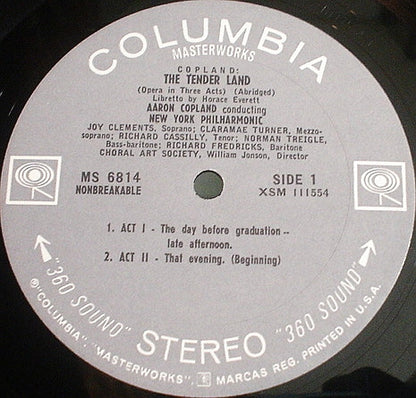 COLUMBIA
MASTERWORKS
COPLAND:
THE TENDER LAND
(Opera in Three Acts) (Abridged)
Libretto by Horace Everett
AARON COPLAND conducting
NEW YORK PHILHARMONIC
JOY CLEMENTS, Soprano; CLARAMAE TURNER, Mezzo-
soprano; RICHARD CASSILLY, Tenor; NORMAN TREIGLE,
Bass-baritone; RICHARD FREDRICKS, Baritone
CHORAL ART SOCIETY, William Jonson, Director
MS 6814
NONBREAKABLE
SIDE 1
XSM 111554
1. ACT I - The day before graduation--
late afternoon.
2. ACT II - That evening. (Beginning)
"360 SOUND" STEREO "360 SOUND"
℗ "COLUMBIA", "MASTERWORKS", MARCAS REG. PRINTED IN U.S.A.